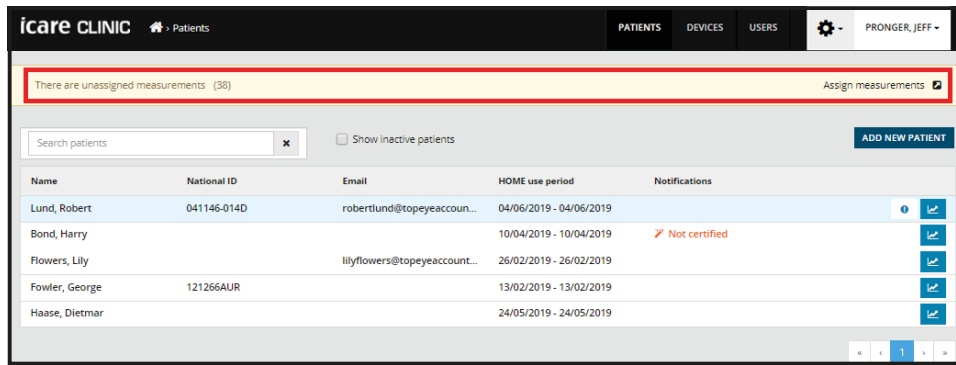 icare CLINIC > Patients PATIENTS DEVICES USERS PRONGER, JEFF
There are unassigned measurements (38) Assign measurements
Search patients Show inactive patients ADD NEW PATIENT
Name National ID Email HOME use period Notifications
Lund, Robert 041146-014D robertlund@topeyeaccoun... 04/06/2019 - 04/06/2019
Bond, Harry 10/04/2019 - 10/04/2019 Not certified
Flowers, Lily lilyflowers@topeyeaccount... 26/02/2019 - 26/02/2019
Fowler, George 121266AUR 13/02/2019 - 13/02/2019
Haase, Dietmar 24/05/2019 - 24/05/2019
« ‹ 1 › »